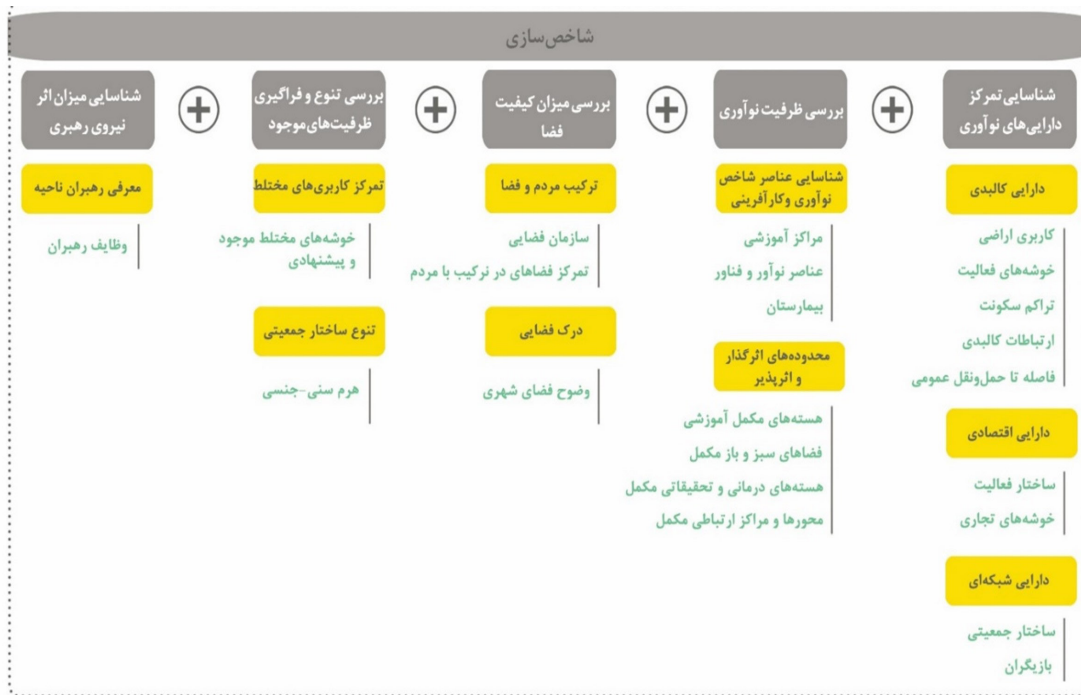 شاخص‌سازی
شناسایی تمرکز
دارایی‌های نوآوری
دارایی کالبدی
کاربری اراضی
خوشه‌های فعالیت
تراکم سکونت
ارتباطات کالبدی
فاصله تا حمل‌ونقل عمومی
دارایی اقتصادی
ساختار فعالیت
خوشه‌های تجاری
دارایی شبکه‌ای
ساختار جمعیتی
بازیگران
بررسی ظرفیت نوآوری
شناسایی عناصر شاخص
نوآوری وکارآفرینی
مراکز آموزشی
عناصر نوآور و فناور
بیمارستان
محدوده‌های اثرگذار
و اثرپذیر
هسته‌های مکمل آموزشی
فضاهای سبز و باز مکمل
هسته‌های درمانی و تحقیقاتی مکمل
محورها و مراکز ارتباطی مکمل
بررسی میزان کیفیت
فضا
ترکیب مردم و فضا
سازمان فضایی
تمرکز فضاهای در ترکیب با مردم
درک فضایی
وضوح فضای شهری
بررسی تنوع و فراگیری
ظرفیت‌های موجود
تمرکز کاربری‌های مختلط
خوشه‌های مختلط موجود
و پیشنهادی
تنوع ساختار جمعیتی
هرم سنی-جنسی
شناسایی میزان اثر
نیروی رهبری
معرفی رهبران ناحیه
وظایف رهبران